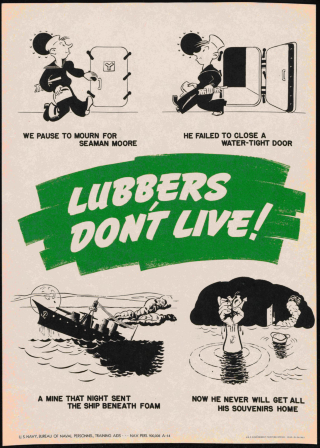 WE PAUSE TO MOURN FOR
SEAMAN MOORE
HE FAILED TO CLOSE A
WATER-TIGHT DOOR
LUBBERS
DON'T LIVE!
A MINE THAT NIGHT SENT
THE SHIP BENEATH FOAM
NOW HE NEVER WILL GET ALL
HIS SOUVENIRS HOME
U.S. NAVY, BUREAU OF NAVAL PERSONNEL, TRAINING AIDS